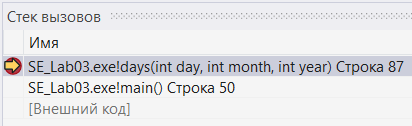 Стек вызовов
Имя
SE_Lab03.exe!days(int day, int month, int year) Строка 87
SE_Lab03.exe!main() Строка 50
[Внешний код]